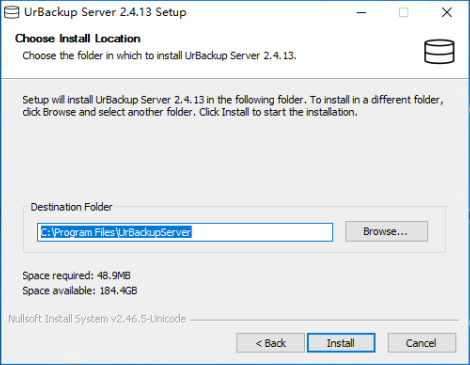 UrBackup Server 2.4.13 Setup
Choose Install Location
Choose the folder in which to install UrBackup Server 2.4.13.
Setup will install UrBackup Server 2.4.13 in the following folder. To install in a different folder,
click Browse and select another folder. Click Install to start the installation.
Destination Folder
C:\Program Files\UrBackupServer
Browse...
Space required: 48.9MB
Space available: 184.4GB
Nullsoft Install System v2.46.5-Unicode
< Back
Install
Cancel